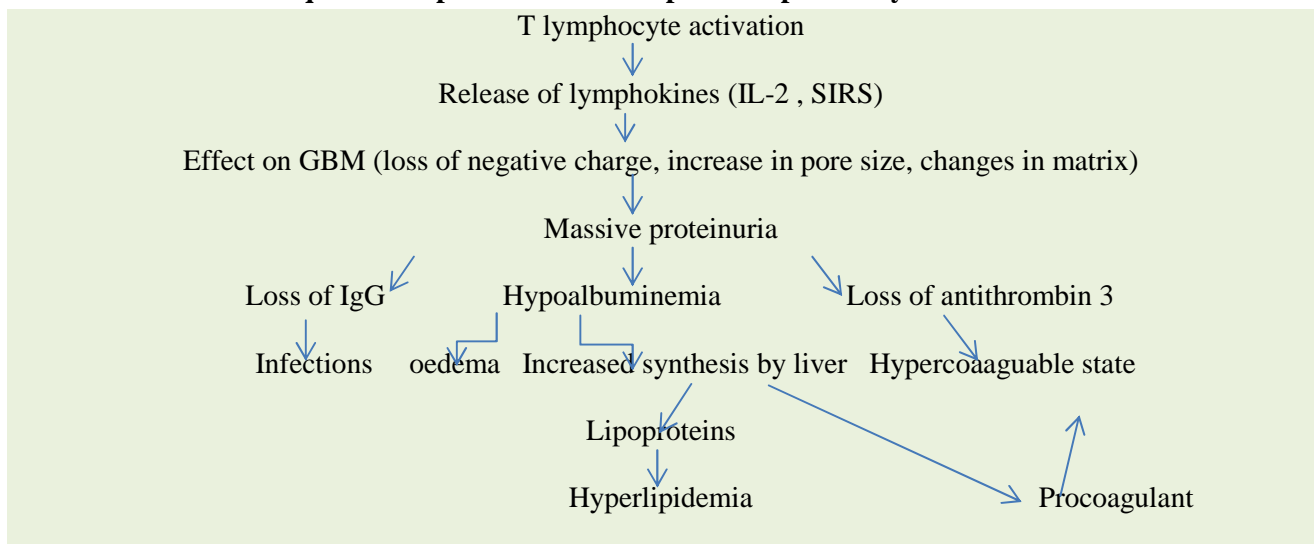 T lymphocyte activation
Release of lymphokines (IL-2 , SIRS)
Effect on GBM (loss of negative charge, increase in pore size, changes in matrix)
Massive proteinuria
Loss of IgG Hypoalbuminemia Loss of antithrombin 3
Infections oedema Increased synthesis by liver Hypercoaaguable state
Lipoproteins
Hyperlipidemia Procoagulant